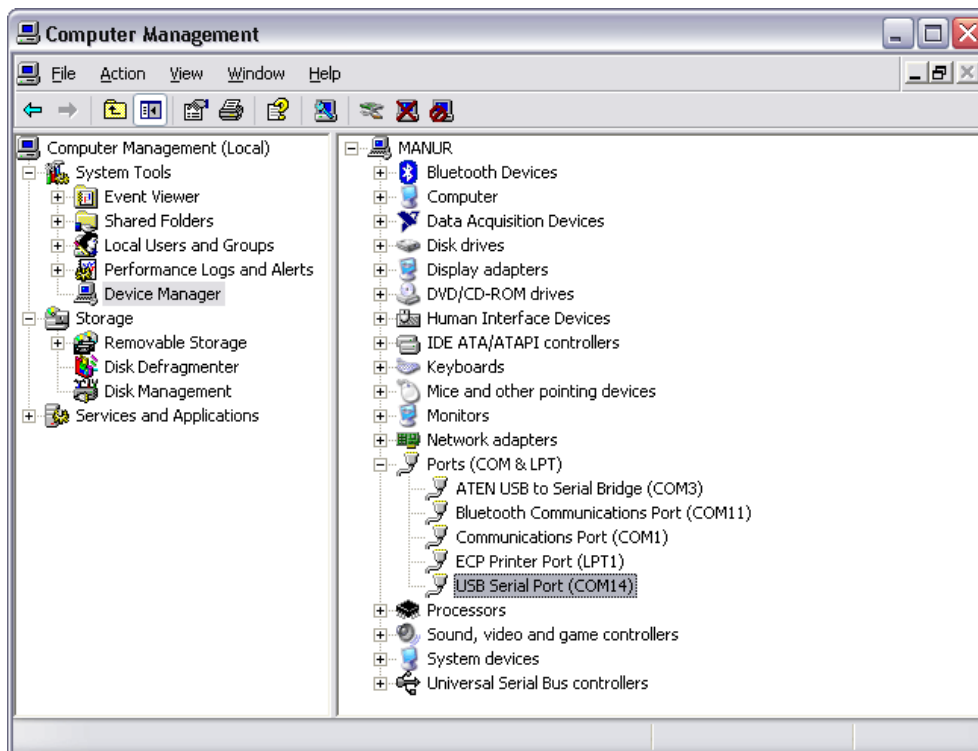 Computer Management
File Action View Window Help
Computer Management (Local)
System Tools
Event Viewer
Shared Folders
Local Users and Groups
Performance Logs and Alerts
Device Manager
Storage
Removable Storage
Disk Defragmenter
Disk Management
Services and Applications
MANUR
Bluetooth Devices
Computer
Data Acquisition Devices
Disk drives
Display adapters
DVD/CD-ROM drives
Human Interface Devices
IDE ATA/ATAPI controllers
Keyboards
Mice and other pointing devices
Monitors
Network adapters
Ports (COM & LPT)
ATEN USB to Serial Bridge (COM3)
Bluetooth Communications Port (COM11)
Communications Port (COM1)
ECP Printer Port (LPT1)
USB Serial Port (COM14)
Processors
Sound, video and game controllers
System devices
Universal Serial Bus controllers